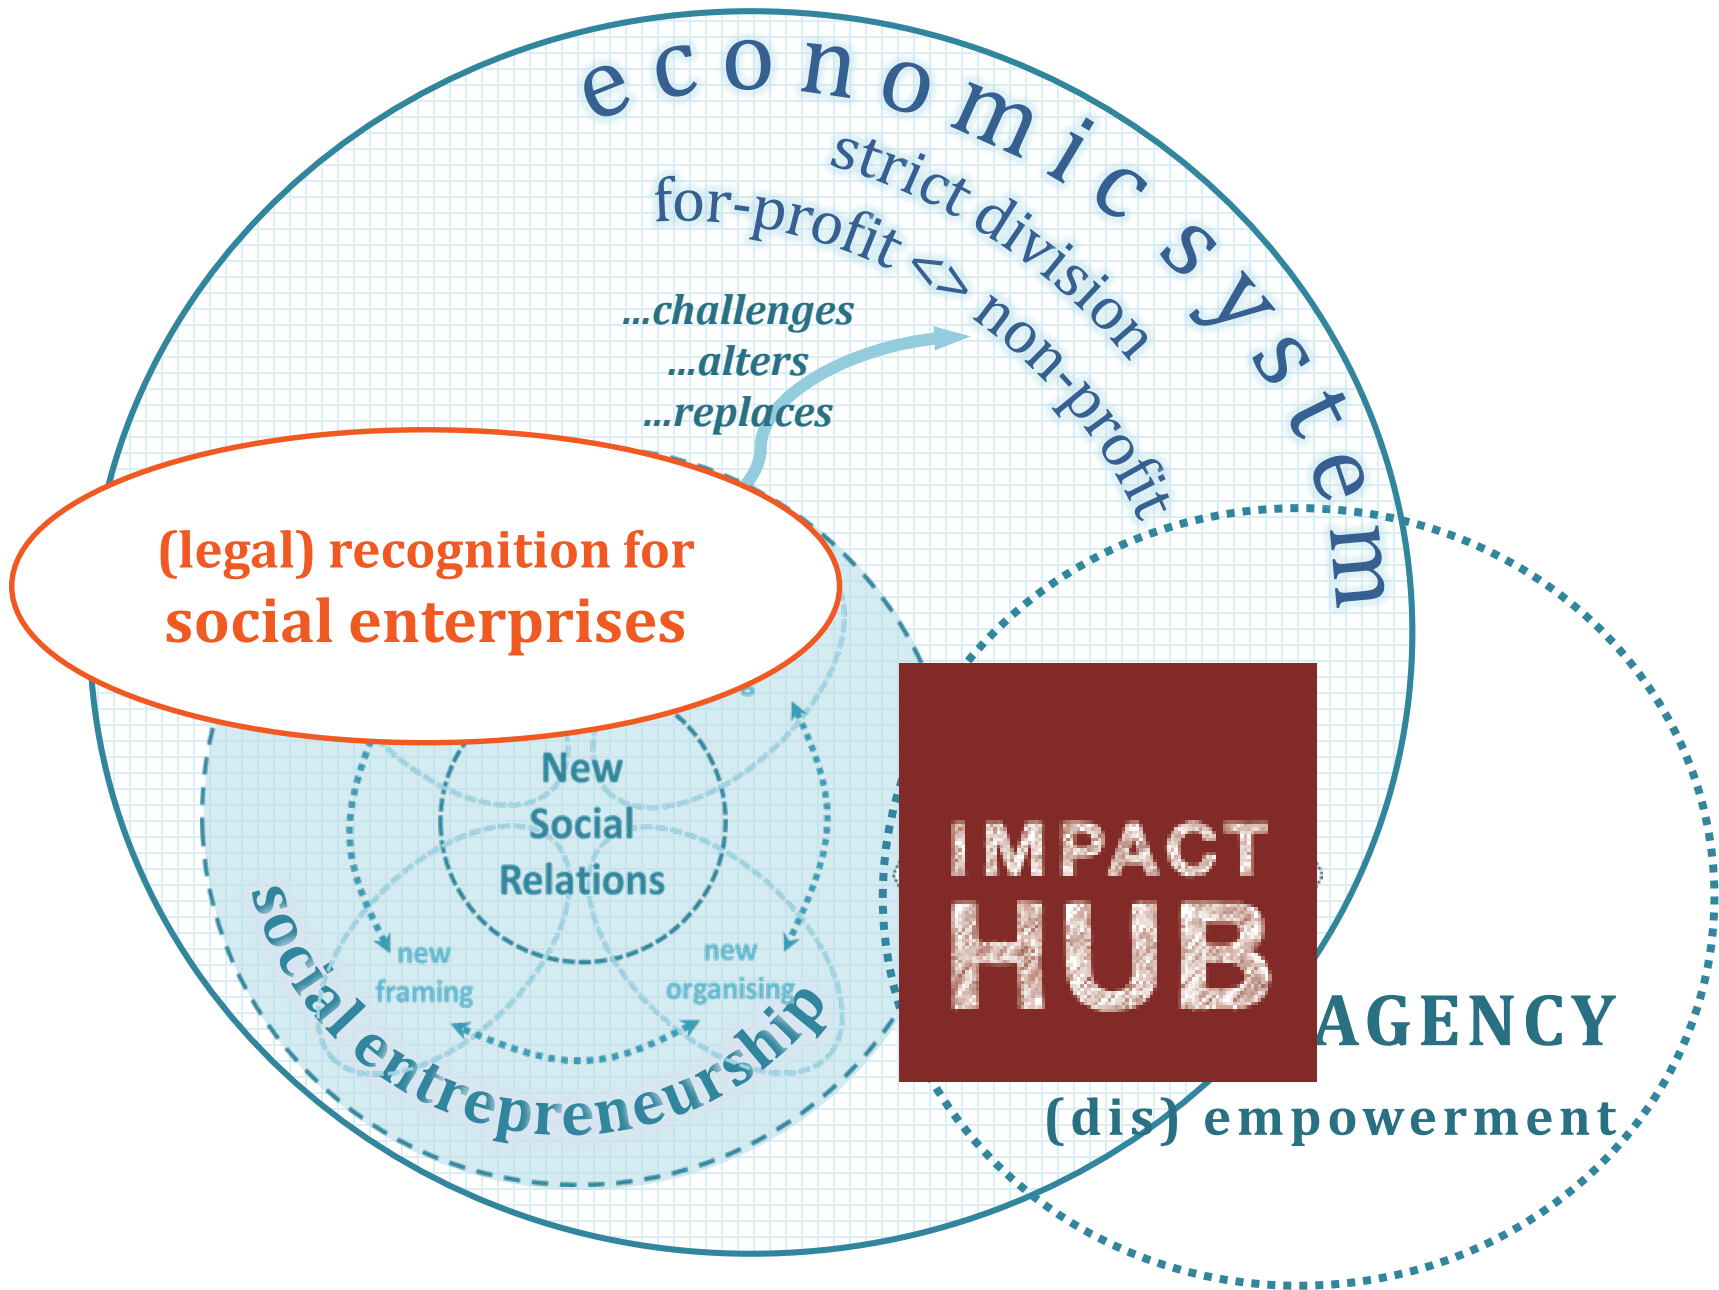 economic system
strict division
for-profit <> non-profit
...challenges
...alters
...replaces
(legal) recognition for
social enterprises
New
Social
Relations
new
framing
new
organising
social entrepreneurship
IMPACT
HUB
AGENCY
(dis) empowerment